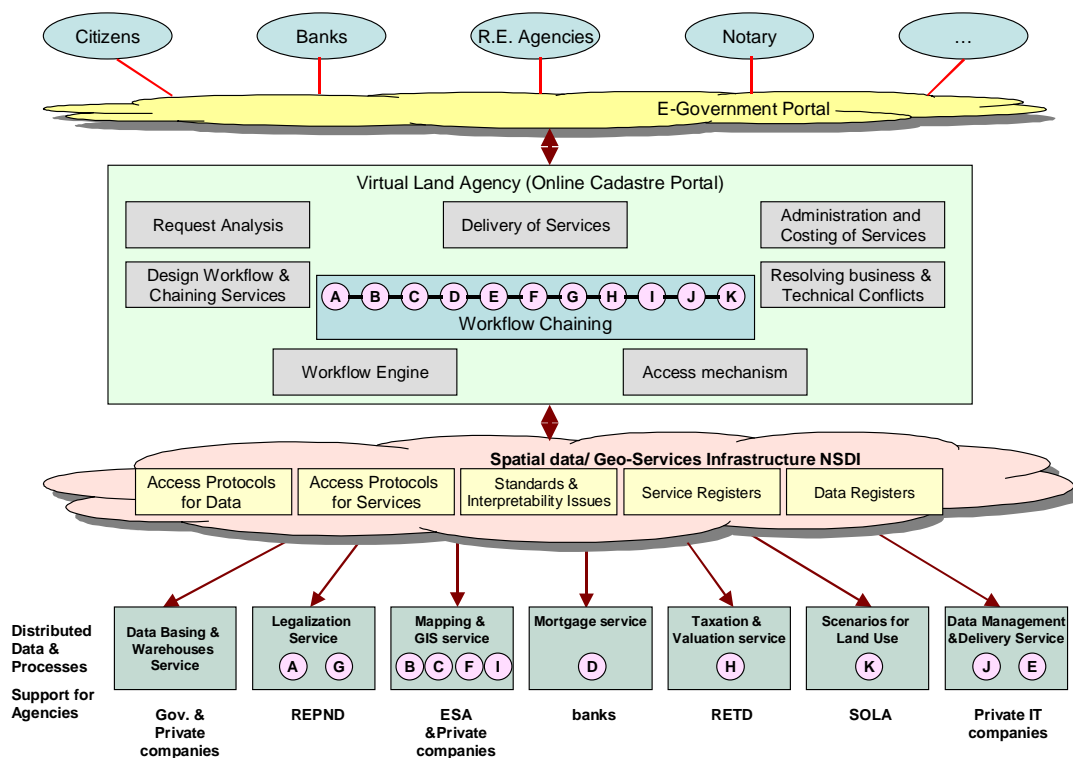 Citizens
Banks
R.E. Agencies
Notary
...
E-Government Portal
Virtual Land Agency (Online Cadastre Portal)
Request Analysis
Delivery of Services
Administration and
Costing of Services
Design Workflow &
Chaining Services
Resolving business &
Technical Conflicts
A B C D E F G H I J K
Workflow Chaining
Workflow Engine
Access mechanism
Spatial data/ Geo-Services Infrastructure NSDI
Access Protocols
for Data
Access Protocols
for Services
Standards &
Interpretability Issues
Service Registers
Data Registers
Distributed
Data &
Processes
Data Basing &
Warehouses
Service
Legalization
Service
A G
Mapping &
GIS service
B C F I
Mortgage service
D
Taxation &
Valuation service
H
Scenarios for
Land Use
K
Data Management
&Delivery Service
J E
Support for
Agencies
Gov. &
Private
companies
REPND
ESA
&Private
companies
banks
RETD
SOLA
Private IT
companies